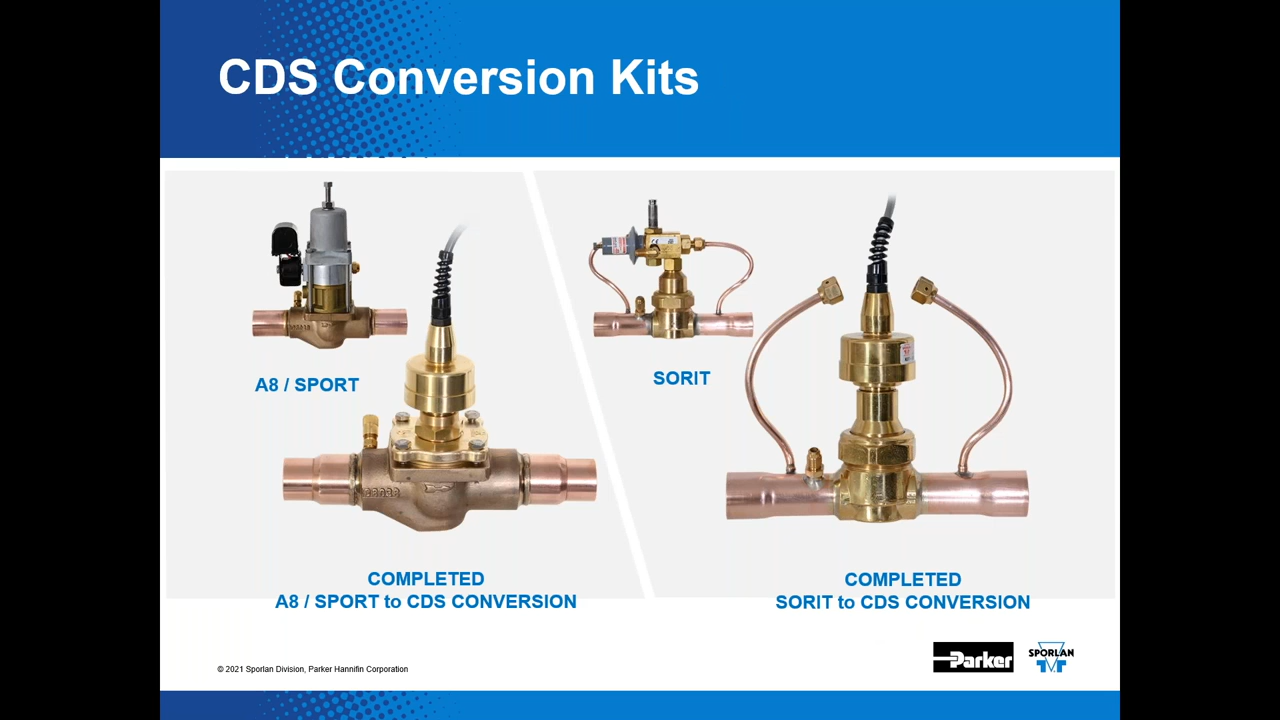 CDS Conversion Kits
A8 / SPORT
SORIT
COMPLETED
A8 / SPORT to CDS CONVERSION
COMPLETED
SORIT to CDS CONVERSION
© 2021 Sporlan Division, Parker Hannifin Corporation
Parker
SPORLAN